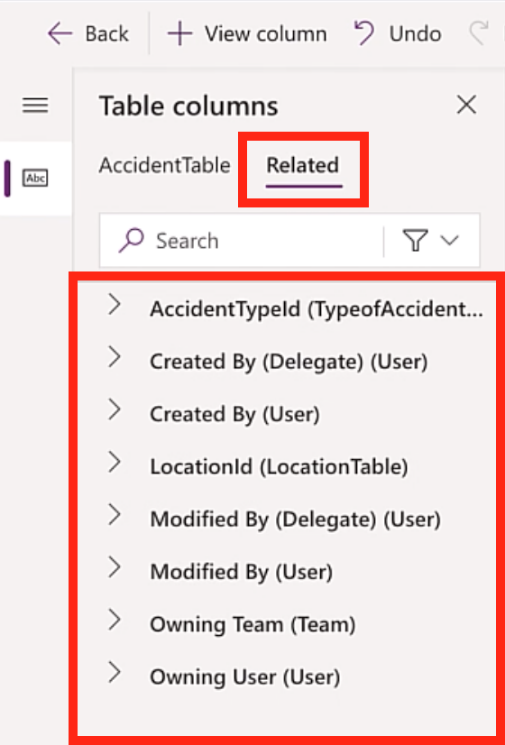 Back View column Undo
Table columns
AccidentTable Related
Abc
Search
AccidentTypeId (TypeofAccident...
Created By (Delegate) (User)
Created By (User)
LocationId (LocationTable)
Modified By (Delegate) (User)
Modified By (User)
Owning Team (Team)
Owning User (User)